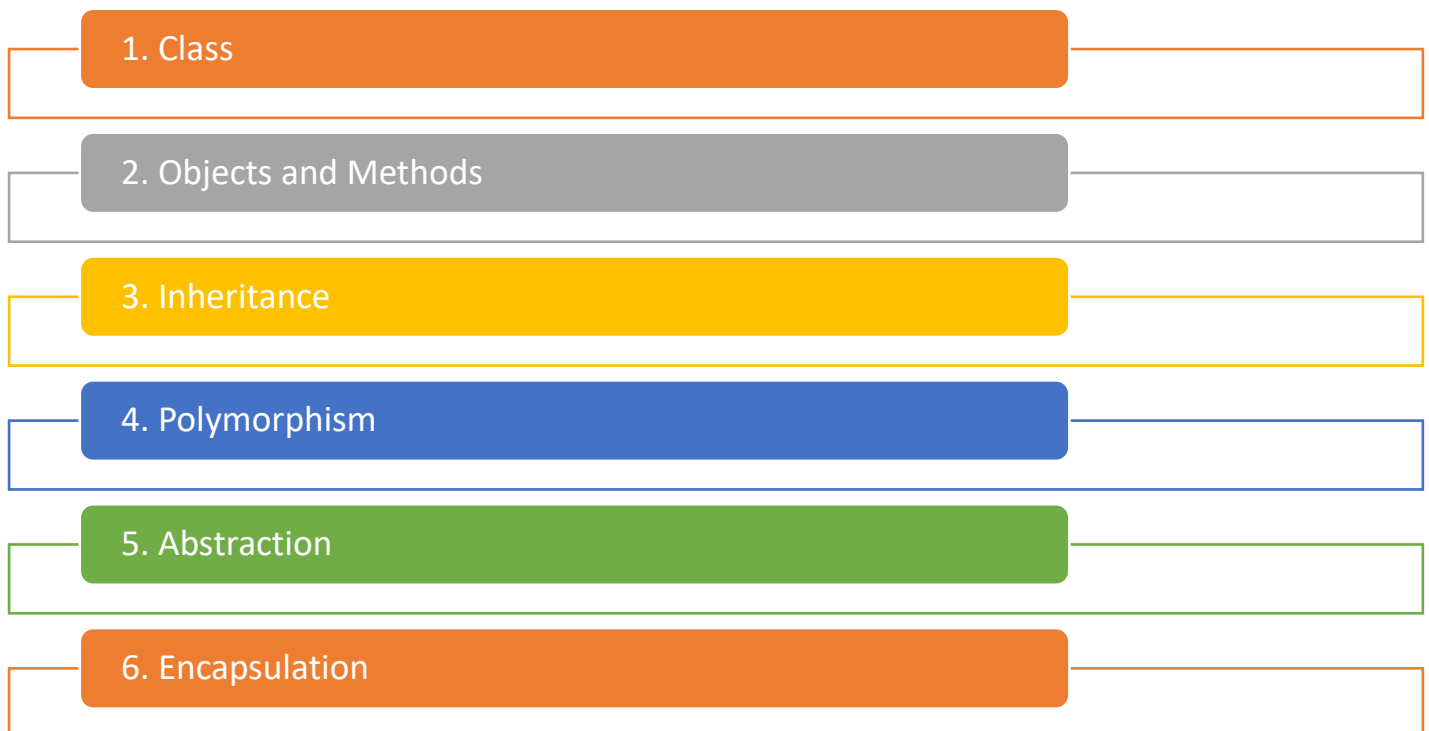 1. Class
2. Objects and Methods
3. Inheritance
4. Polymorphism
5. Abstraction
6. Encapsulation